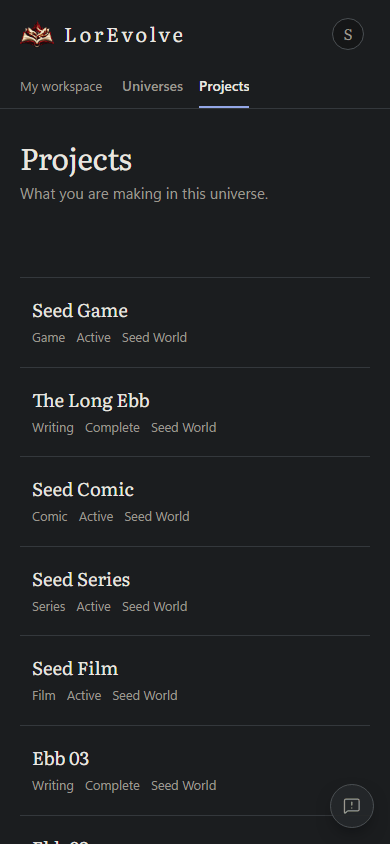 LorEvolve
S
My workspace Universes Projects
Projects
What you are making in this universe.
Seed Game
Game Active Seed World
The Long Ebb
Writing Complete Seed World
Seed Comic
Comic Active Seed World
Seed Series
Series Active Seed World
Seed Film
Film Active Seed World
Ebb 03
Writing Complete Seed World